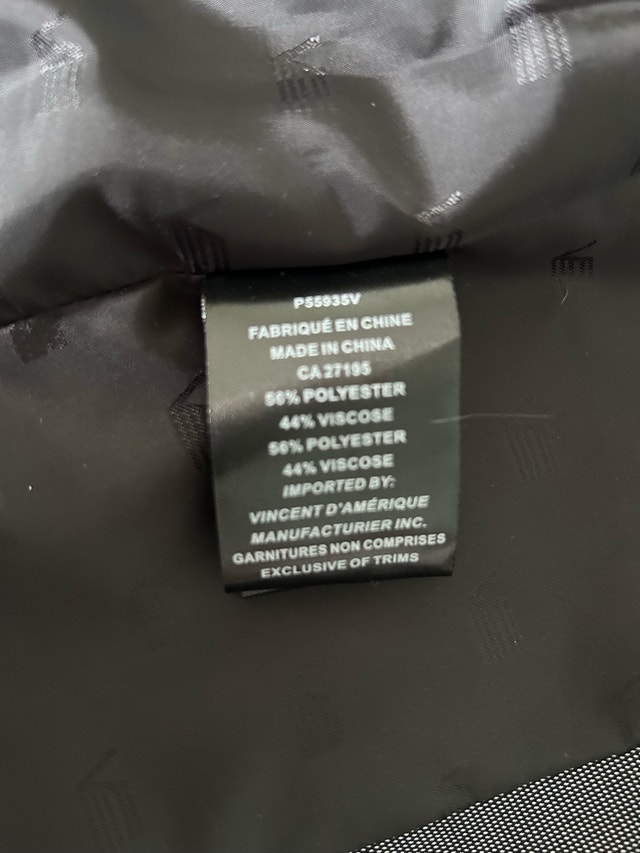 P55935V
FABRIQUÉ EN CHINE
MADE IN CHINA
CA 27195
56% POLYESTER
44% VISCOSE
56% POLYESTER
44% VISCOSE
IMPORTED BY:
VINCENT D'AMÉRIQUE
MANUFACTURIER INC.
GARNITURES NON COMPRISES
EXCLUSIVE OF TRIMS